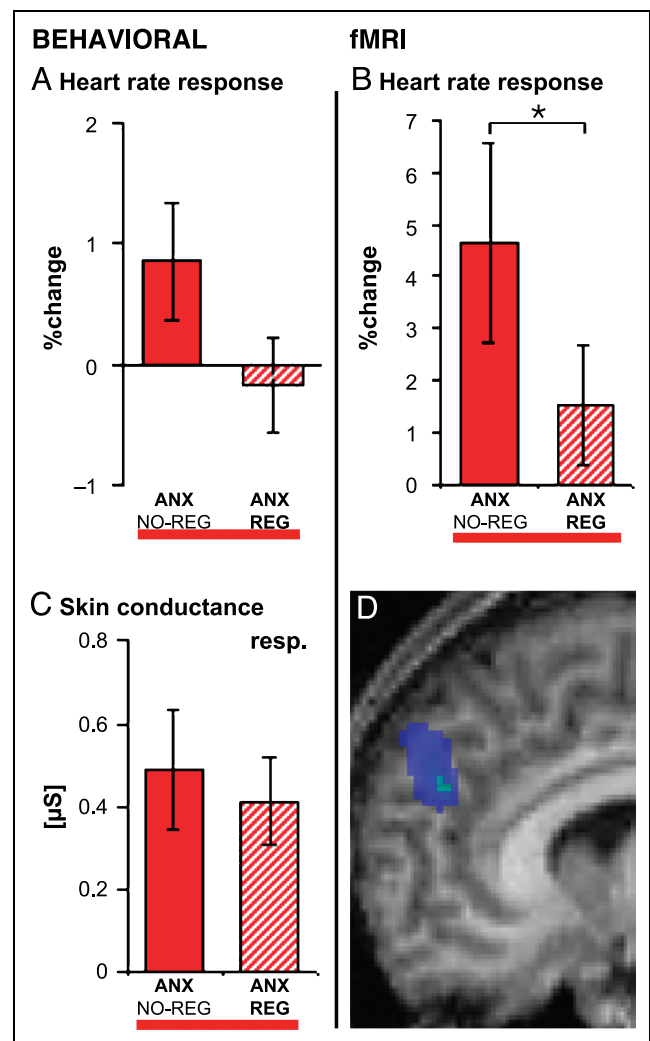 BEHAVIORAL
fMRI
A Heart rate response
2
1
0
–1
%change
ANX NO-REG
ANX REG
B Heart rate response
7
6
5
4
3
2
1
0
%change
*
ANX NO-REG
ANX REG
C Skin conductance
resp.
0.8
0.6
0.4
0.2
0
[µS]
ANX NO-REG
ANX REG
D